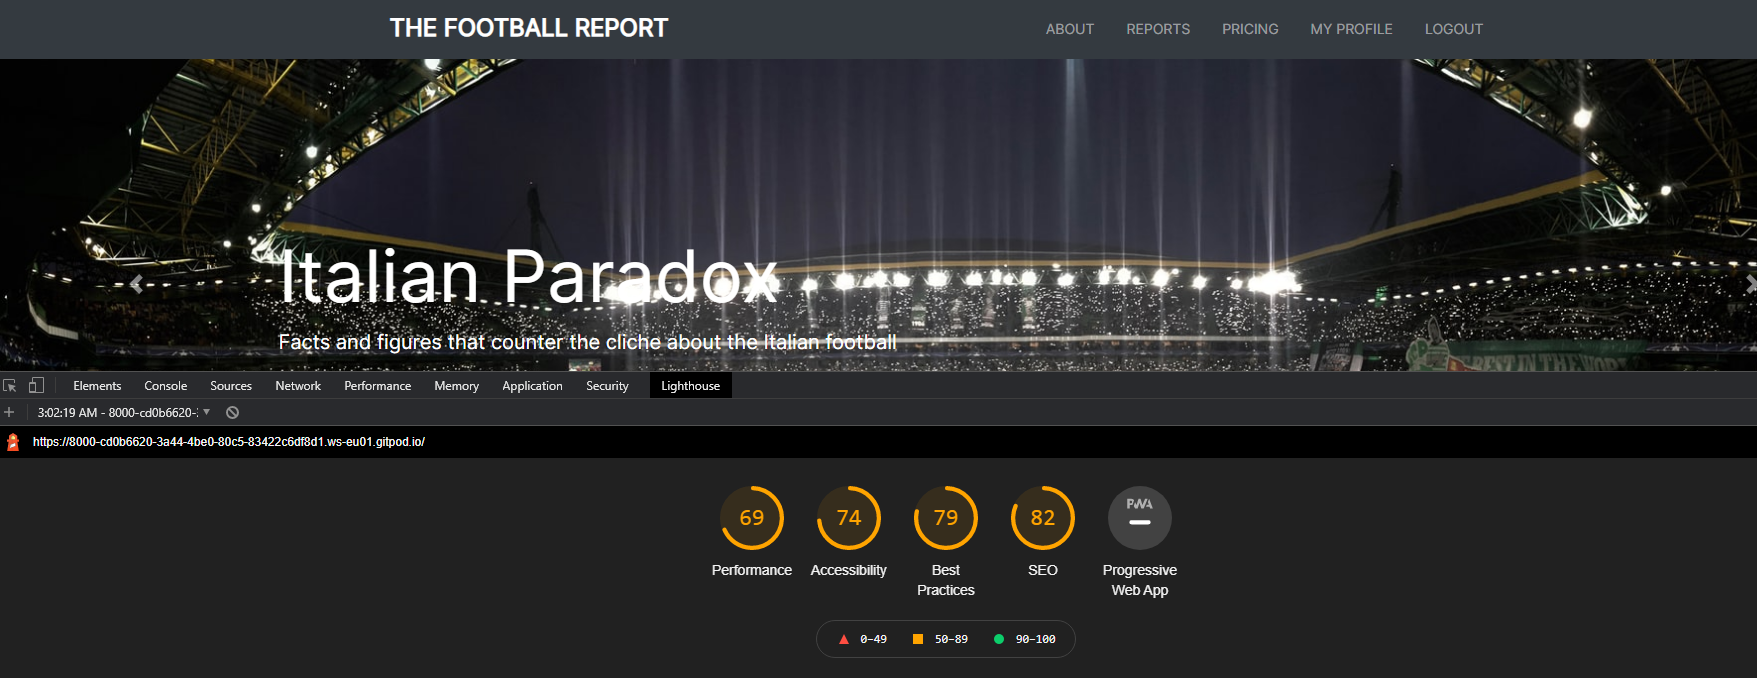 THE FOOTBALL REPORT
ABOUT REPORTS PRICING MY PROFILE LOGOUT
Italian Paradox
Facts and figures that counter the cliche about the Italian football
Elements Console Sources Network Performance Memory Application Security Lighthouse
3:02:19 AM - 8000-cd0b6620-
https://8000-cd0b6620-3a44-4be0-80c5-83422c6df8d1.ws-eu01.gitpod.io/
69 74 79 82 PWA
Performance Accessibility Best Practices SEO Progressive Web App
0–49 50–89 90–100